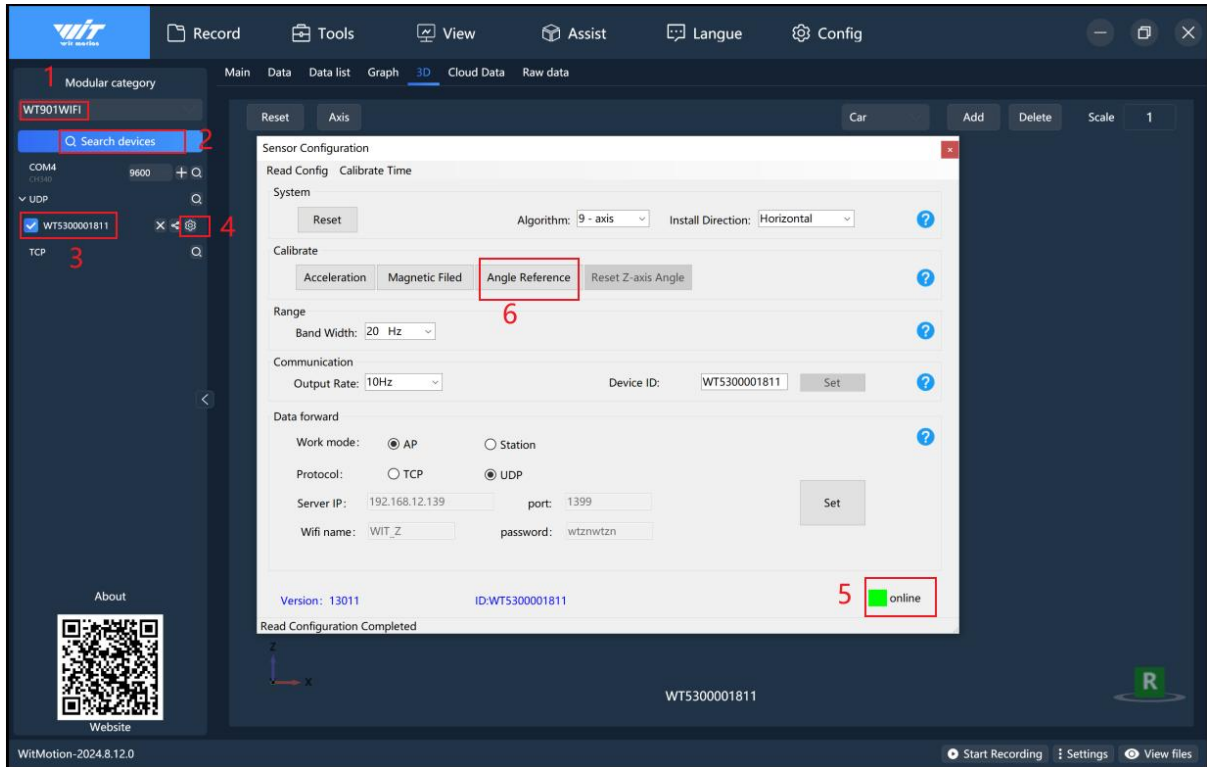 WiT
wit motion
Record Tools View Assist Langue Config
1 Modular category
Main Data Data list Graph 3D Cloud Data Raw data
WT901WIFI
Search devices 2
Reset Axis Car Add Delete Scale 1
COM4 9600
CH340
UDP
WT5300001811 4
3
TCP
Sensor Configuration
Read Config Calibrate Time
System
Reset Algorithm: 9 - axis Install Direction: Horizontal ?
Calibrate
Acceleration Magnetic Filed Angle Reference Reset Z-axis Angle ?
6
Range
Band Width: 20 Hz ?
Communication
Output Rate: 10Hz Device ID: WT5300001811 Set ?
Data forward
Work mode: AP Station ?
Protocol: TCP UDP
Server IP: 192.168.12.139 port: 1399 Set
Wifi name: WIT_Z password: wtznwtzn
Version: 13011 ID:WT5300001811 5 online
Read Configuration Completed
Z
X
WT5300001811
R
About
Website
WitMotion-2024.8.12.0 Start Recording Settings View files